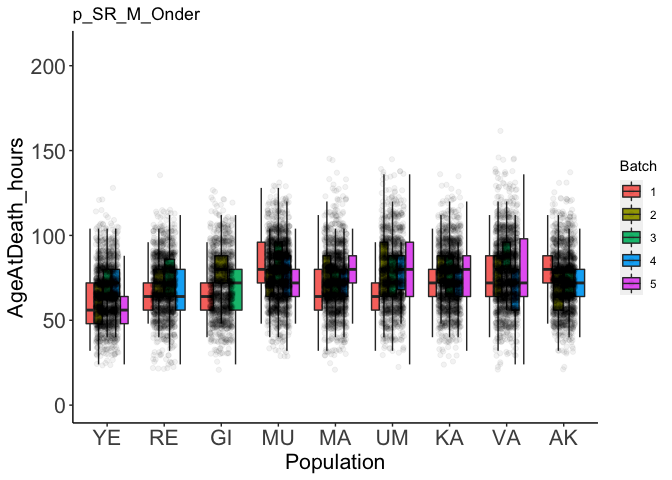 p_SR_M_Onder
AgeAtDeath_hours
200
150
100
50
0
YE RE GI MU MA UM KA VA AK
Population
Batch
1
2
3
4
5